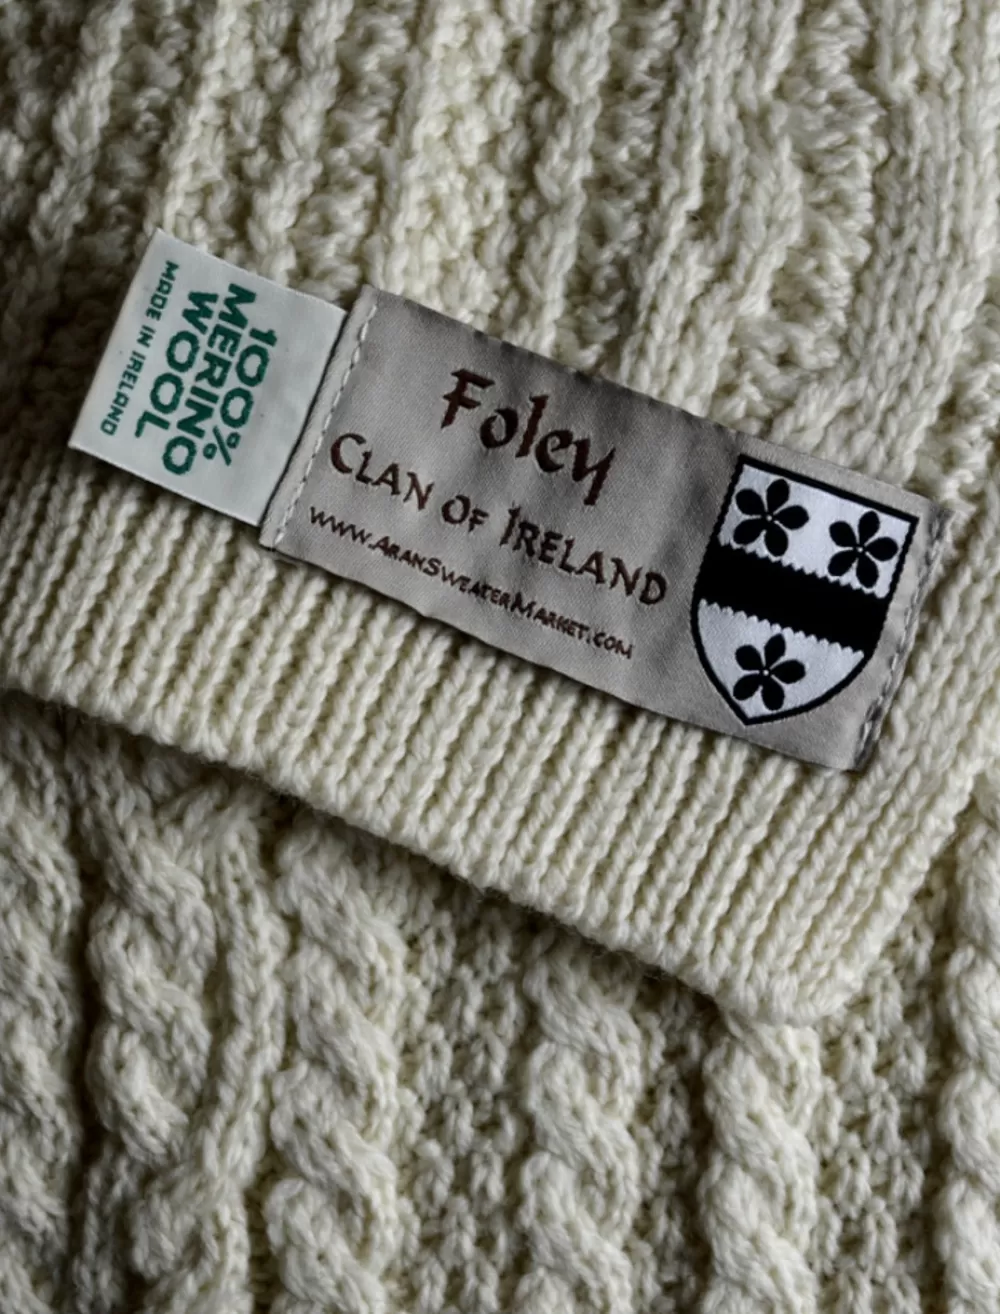 100%
MERINO
WOOL
MADE IN IRELAND
Foley
CLAN OF IRELAND
www.ARANSWEATERMARKET.COM